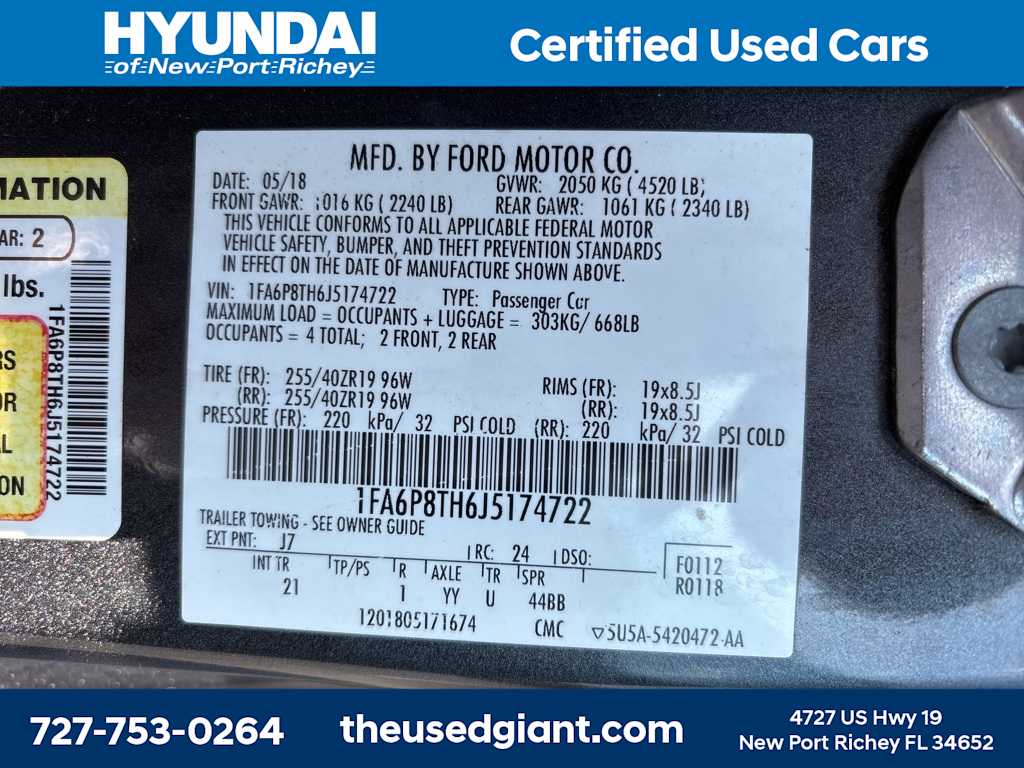 HYUNDAI
of New Port Richey
Certified Used Cars
MATION
AR: 2
lbs.
1FA6P8TH6J5174722
RS
OR
AL
ON
MFD. BY FORD MOTOR CO.
DATE: 05/18 GVWR: 2050 KG ( 4520 LB)
FRONT GAWR: 1016 KG ( 2240 LB) REAR GAWR: 1061 KG ( 2340 LB)
THIS VEHICLE CONFORMS TO ALL APPLICABLE FEDERAL MOTOR
VEHICLE SAFETY, BUMPER, AND THEFT PREVENTION STANDARDS
IN EFFECT ON THE DATE OF MANUFACTURE SHOWN ABOVE.
VIN: 1FA6P8TH6J5174722 TYPE: Passenger Car
MAXIMUM LOAD = OCCUPANTS + LUGGAGE = 303KG/ 668LB
OCCUPANTS = 4 TOTAL; 2 FRONT, 2 REAR
TIRE (FR): 255/40ZR19 96W RIMS (FR): 19x8.5J
(RR): 255/40ZR19 96W (RR): 19x8.5J
PRESSURE (FR): 220 kPa/ 32 PSI COLD (RR): 220 kPa/ 32 PSI COLD
1FA6P8TH6J5174722
TRAILER TOWING - SEE OWNER GUIDE
EXT PNT: J7 RC: 24 DSO: F0112
INT TR TP/PS R AXLE TR SPR R0118
21 1 YY U 44BB
1201805171674 CMC ▽5U5A-5420472-AA
727-753-0264
theusedgiant.com
4727 US Hwy 19
New Port Richey FL 34652